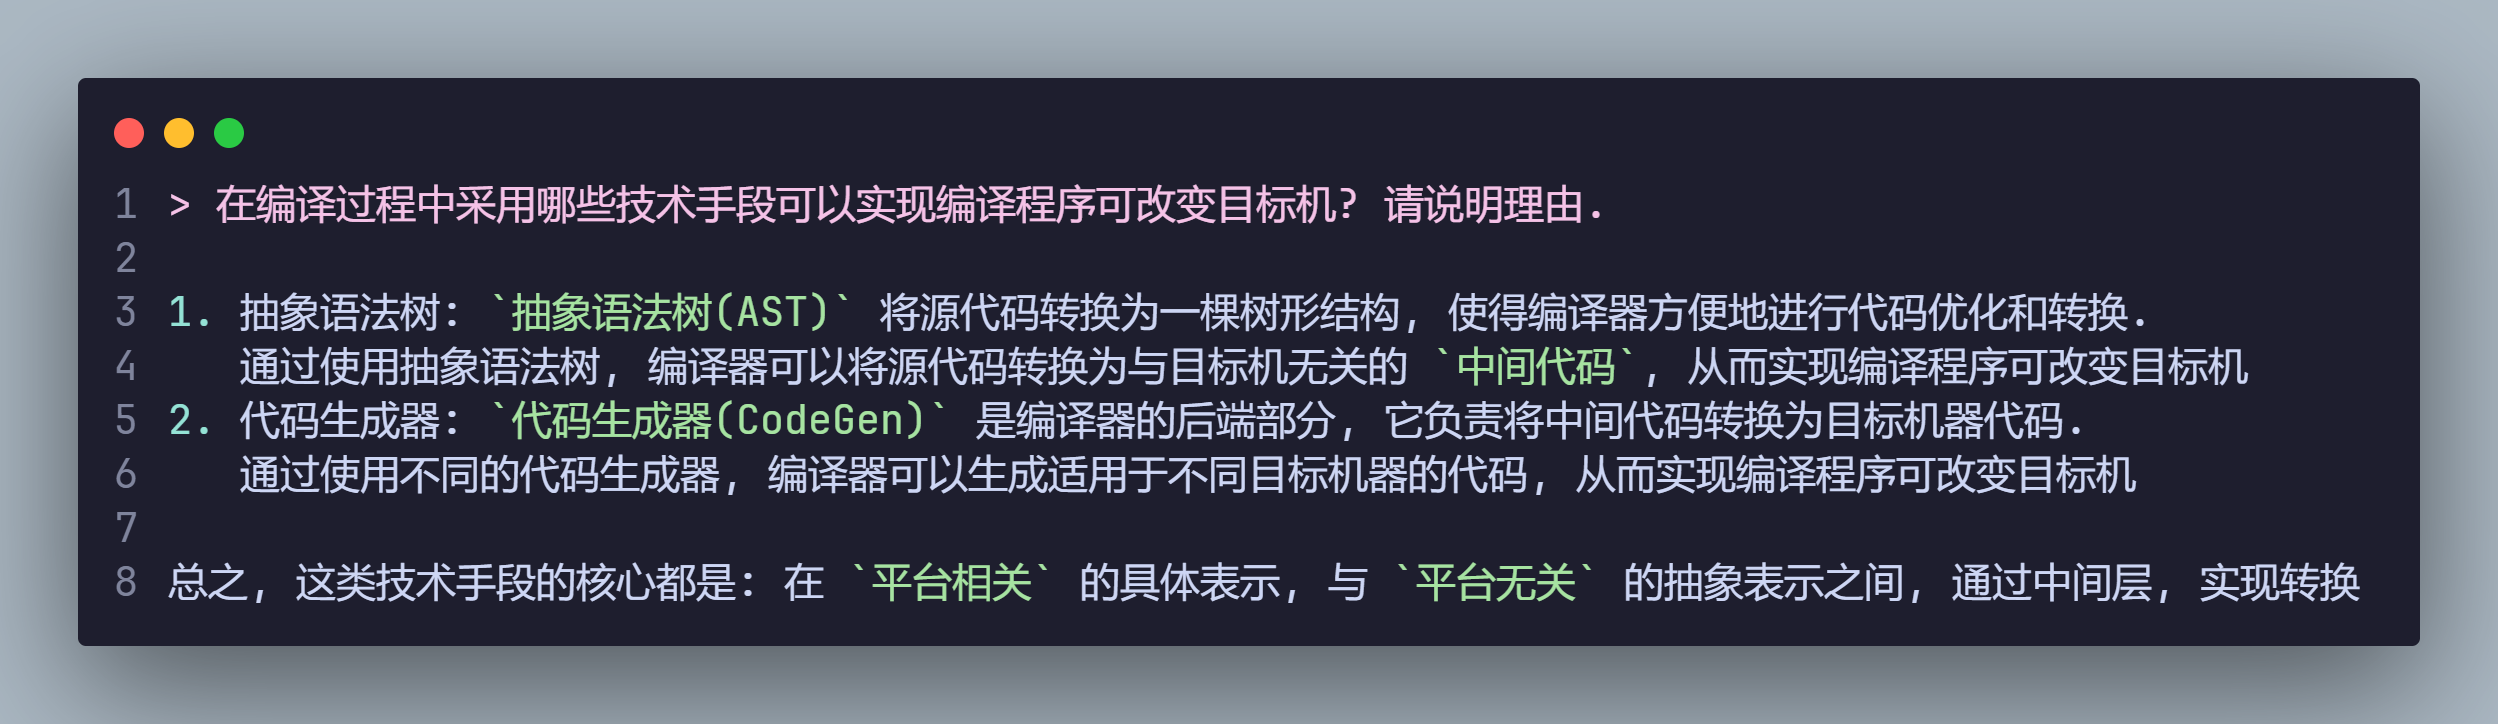 1 > 在编译过程中采用哪些技术手段可以实现编译程序可改变目标机? 请说明理由.
2
3 1. 抽象语法树: `抽象语法树(AST)` 将源代码转换为一棵树形结构, 使得编译器方便地进行代码优化和转换.
4 通过使用抽象语法树, 编译器可以将源代码转换为与目标机无关的 `中间代码`, 从而实现编译程序可改变目标机
5 2. 代码生成器: `代码生成器(CodeGen)` 是编译器的后端部分, 它负责将中间代码转换为目标机器代码.
6 通过使用不同的代码生成器, 编译器可以生成适用于不同目标机器的代码, 从而实现编译程序可改变目标机
7
8 总之, 这类技术手段的核心都是: 在 `平台相关` 的具体表示, 与 `平台无关` 的抽象表示之间, 通过中间层, 实现转换